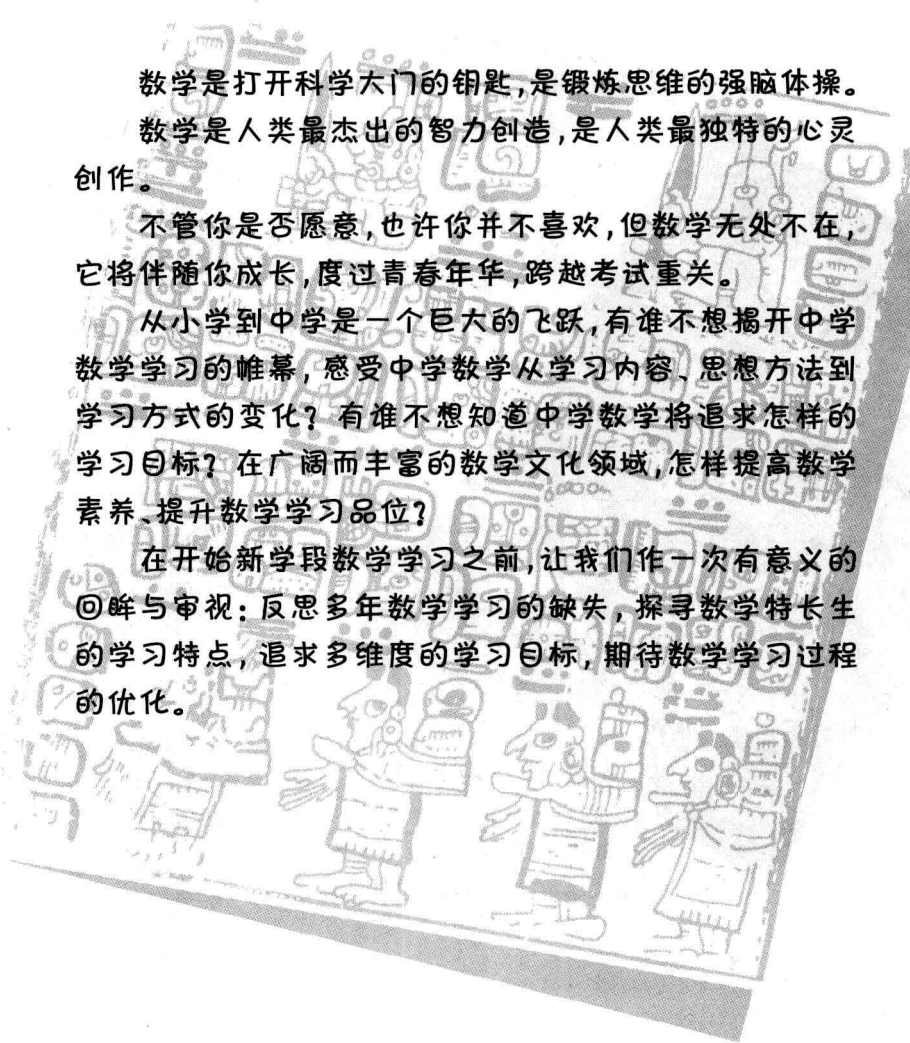 数学是打开科学大门的钥匙,是锻炼思维的强脑体操。
数学是人类最杰出的智力创造,是人类最独特的心灵
创作。
不管你是否愿意,也许你并不喜欢,但数学无处不在,
它将伴随你成长,度过青春年华,跨越考试重关。
从小学到中学是一个巨大的飞跃,有谁不想揭开中学
数学学习的帷幕,感受中学数学从学习内容、思想方法到
学习方式的变化?有谁不想知道中学数学将追求怎样的
学习目标?在广阔而丰富的数学文化领域,怎样提高数学
素养、提升数学学习品位?
在开始新学段数学学习之前,让我们作一次有意义的
回眸与审视:反思多年数学学习的缺失,探寻数学特长生
的学习特点,追求多维度的学习目标,期待数学学习过程
的优化。